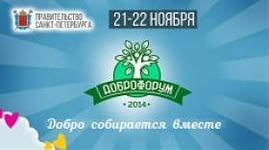 ПРАВИТЕЛЬСТВО
САНКТ-ПЕТЕРБУРГА
21-22 НОЯБРЯ
ДОБРОФОРУМ
2014
Добро собирается вместе